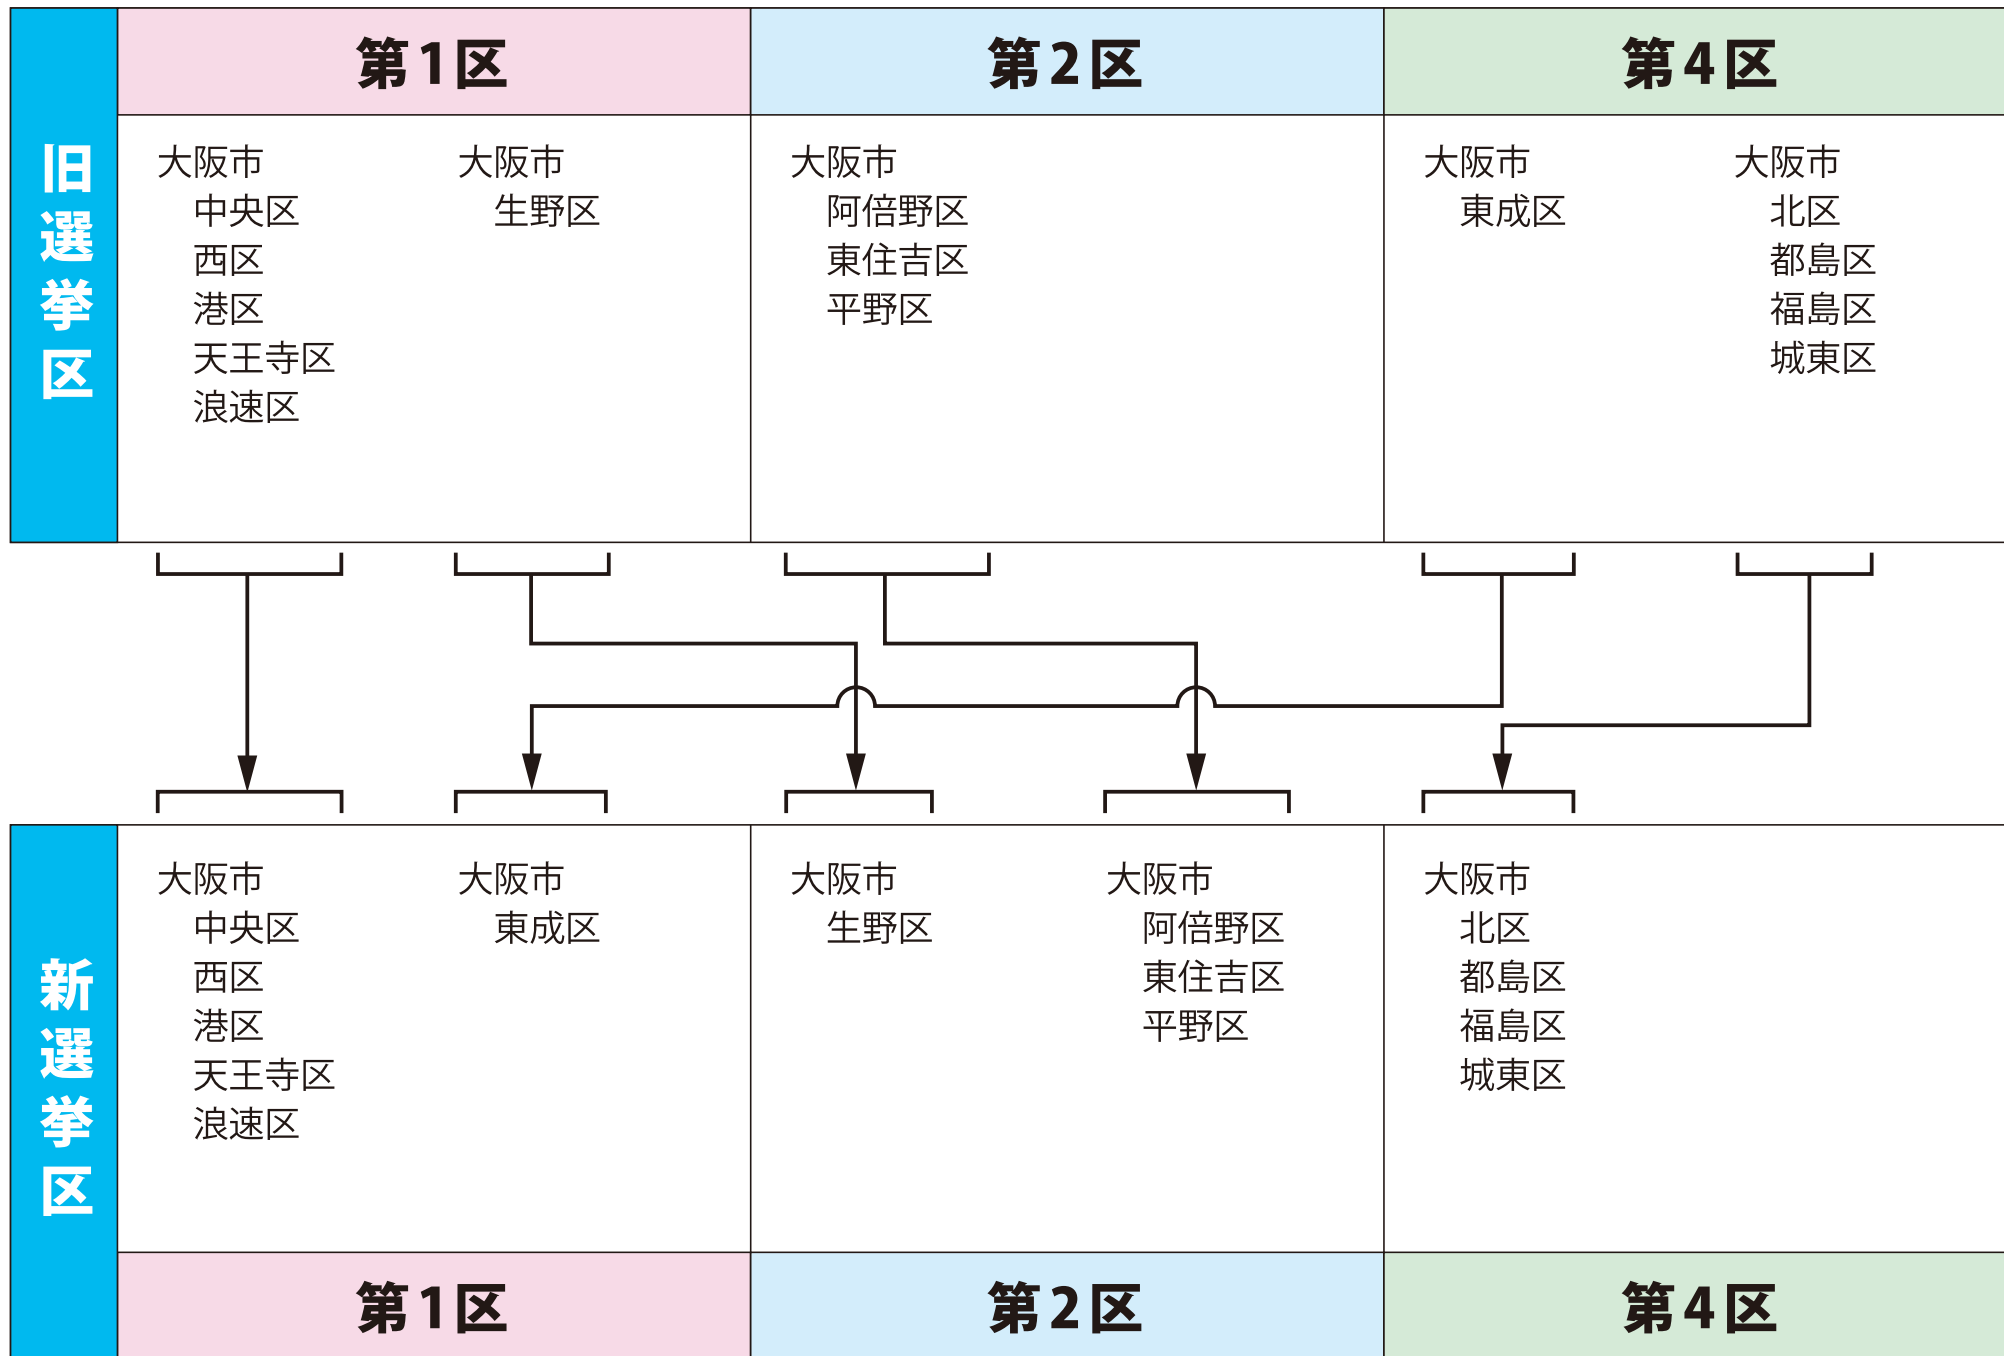 旧選挙区
第1区
大阪市
中央区
西区
港区
天王寺区
浪速区
大阪市
生野区
第2区
大阪市
阿倍野区
東住吉区
平野区
第4区
大阪市
東成区
大阪市
北区
都島区
福島区
城東区
新選挙区
大阪市
中央区
西区
港区
天王寺区
浪速区
大阪市
東成区
第1区
大阪市
生野区
大阪市
阿倍野区
東住吉区
平野区
第2区
大阪市
北区
都島区
福島区
城東区
第4区